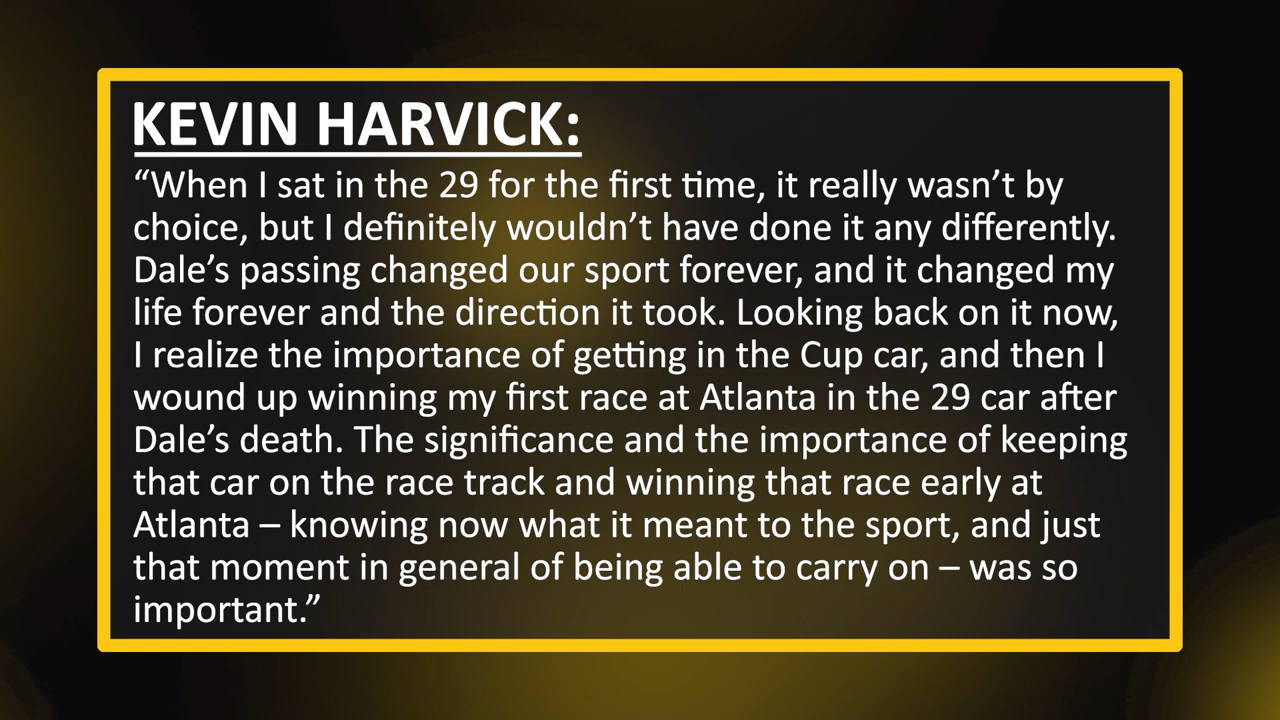 KEVIN HARVICK:
“When I sat in the 29 for the first time, it really wasn’t by
choice, but I definitely wouldn’t have done it any differently.
Dale’s passing changed our sport forever, and it changed my
life forever and the direction it took. Looking back on it now,
I realize the importance of getting in the Cup car, and then I
wound up winning my first race at Atlanta in the 29 car after
Dale’s death. The significance and the importance of keeping
that car on the race track and winning that race early at
Atlanta – knowing now what it meant to the sport, and just
that moment in general of being able to carry on – was so
important.”